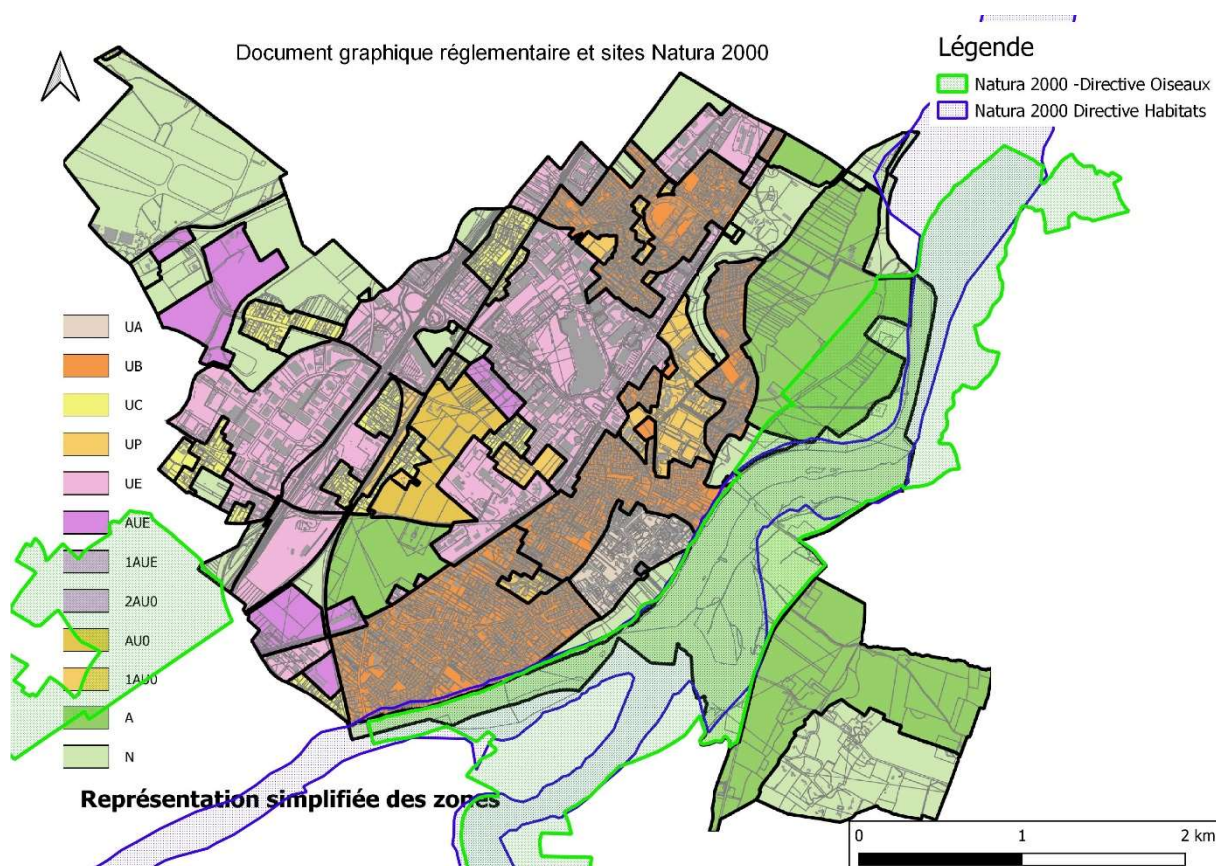 Document graphique réglementaire et sites Natura 2000
Légende
Natura 2000 -Directive Oiseaux
Natura 2000 Directive Habitats
UA
UB
UC
UP
UE
AUE
1AUE
2AU0
AU0
1AU0
A
N
Représentation simplifiée des zones
0 1 2 km